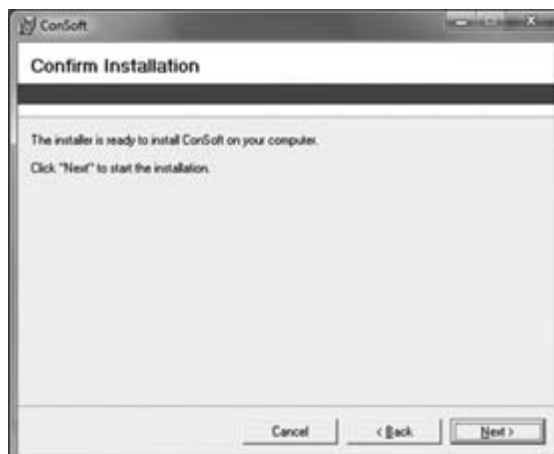 ConSoft
Confirm Installation
The installer is ready to install ConSoft on your computer.
Click "Next" to start the installation.
Cancel
< Back
Next >